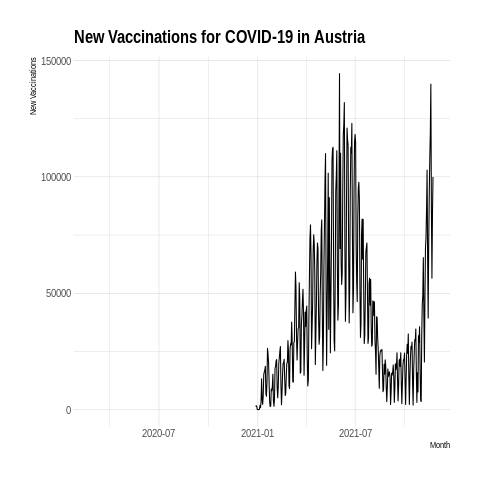 New Vaccinations for COVID-19 in Austria
New Vaccinations
150000
100000
50000
0
2020-07 2021-01 2021-07
Month